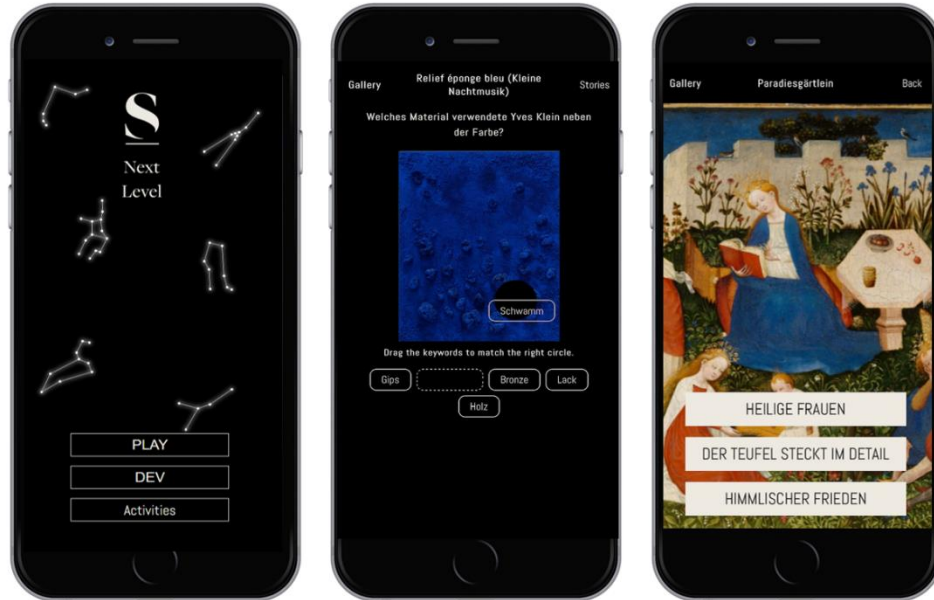 S
Next
Level
PLAY
DEV
Activities
Gallery
Relief éponge bleu (Kleine
Nachtmusik)
Stories
Welches Material verwendete Yves Klein neben
der Farbe?
Schwamm
Drag the keywords to match the right circle.
Gips
Bronze
Lack
Holz
Gallery
Paradiesgärtlein
Back
HEILIGE FRAUEN
DER TEUFEL STECKT IM DETAIL
HIMMLISCHER FRIEDEN